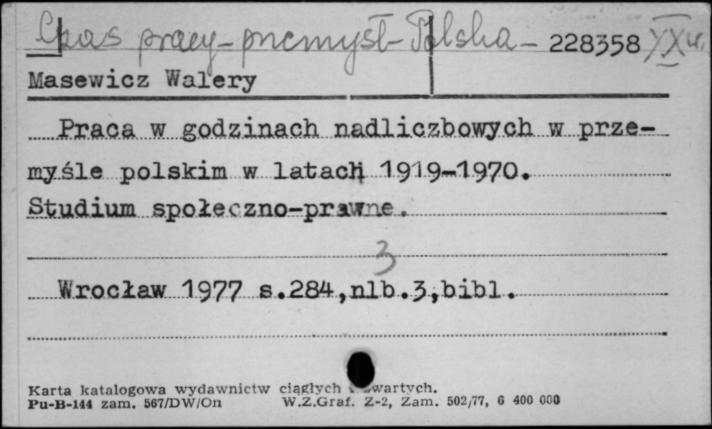 Czas pracy - przemysł - Polska - 228358 XX w.
Masewicz Walery
Praca w godzinach nadliczbowych w prze-
myśle polskim w latach 1919-1970.
Studium społeczno-prawne.
3
Wrocław 1977 s.284,nlb.3,bibl.
Karta katalogowa wydawnictw ciągłych i zwartych.
Pu-B-144 zam. 567/DW/On W.Z.Graf. Z-2, Zam. 502/77, 6 400 000